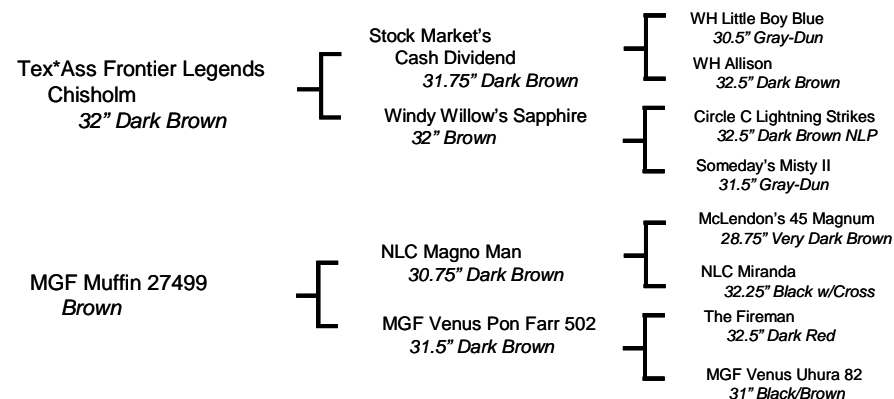 Tex*Ass Frontier Legends
Chisholm
32" Dark Brown
Stock Market's
Cash Dividend
31.75" Dark Brown
Windy Willow's Sapphire
32" Brown
WH Little Boy Blue
30.5" Gray-Dun
WH Allison
32.5" Dark Brown
Circle C Lightning Strikes
32.5" Dark Brown NLP
Someday's Misty II
31.5" Gray-Dun
MGF Muffin 27499
Brown
NLC Magno Man
30.75" Dark Brown
MGF Venus Pon Farr 502
31.5" Dark Brown
McLendon's 45 Magnum
28.75" Very Dark Brown
NLC Miranda
32.25" Black w/Cross
The Fireman
32.5" Dark Red
MGF Venus Uhura 82
31" Black/Brown